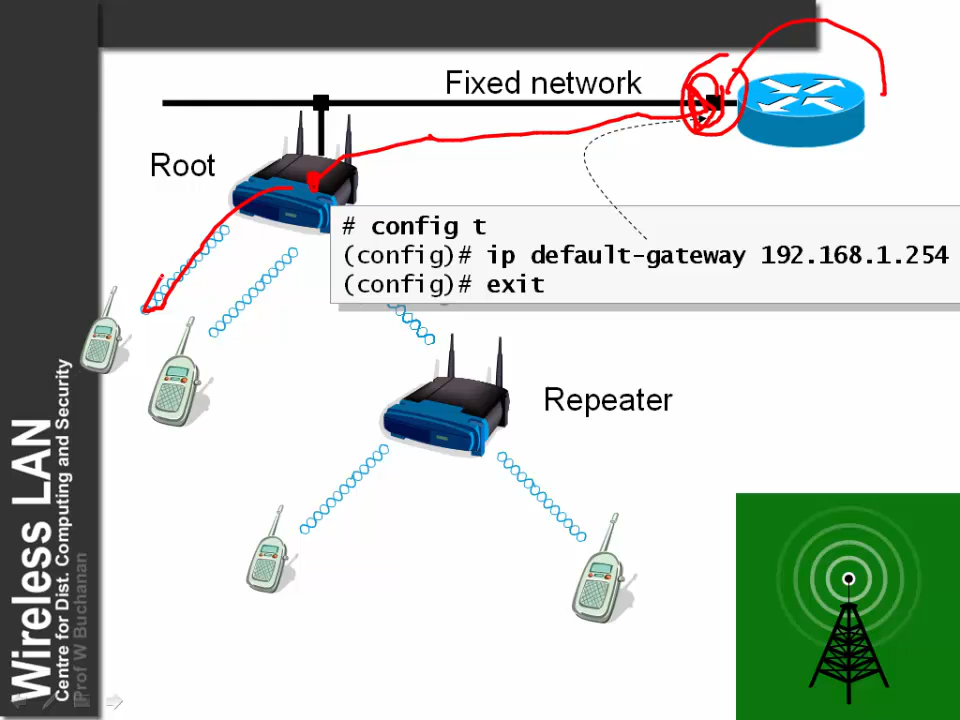 Fixed network
Root
# config t
(config)# ip default-gateway 192.168.1.254
(config)# exit
Repeater
Wireless LAN
Centre for Dist. Computing and Security
Prof W Buchanan